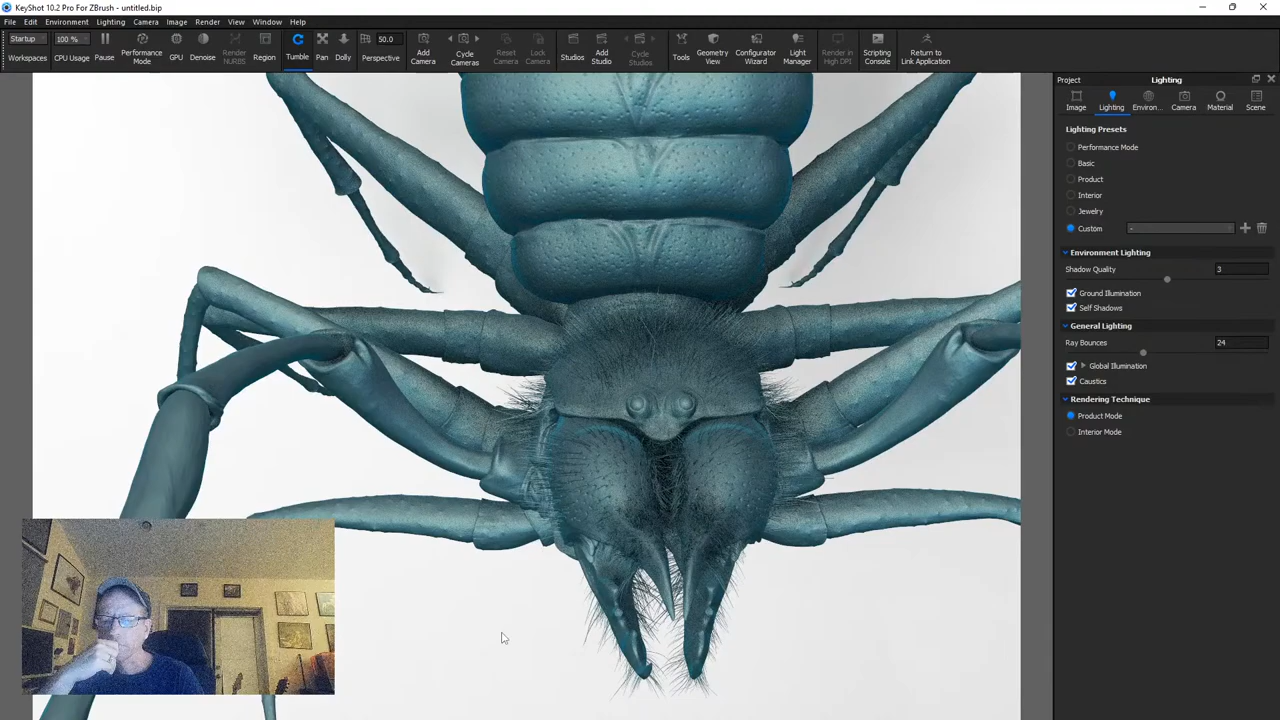 KeyShot 10.2 Pro For ZBrush - untitled.bip
File Edit Environment Lighting Camera Image Render View Window Help
Startup
Workspaces
100 %
CPU Usage
Pause
Performance
Mode
GPU
Denoise
Render
NURBS
Region
Tumble
Pan
Dolly
50.0
Perspective
Add
Camera
Cycle
Cameras
Reset
Camera
Lock
Camera
Studios
Add
Studio
Cycle
Studios
Tools
Geometry
View
Configurator
Wizard
Light
Manager
Render in
High DPI
Scripting
Console
Return to
Link Application
Project Lighting
Image Lighting Environ... Camera Material Scene
Lighting Presets
Performance Mode
Basic
Product
Interior
Jewelry
Custom -
Environment Lighting
Shadow Quality 3
Ground Illumination
Self Shadows
General Lighting
Ray Bounces 24
Global Illumination
Caustics
Rendering Technique
Product Mode
Interior Mode